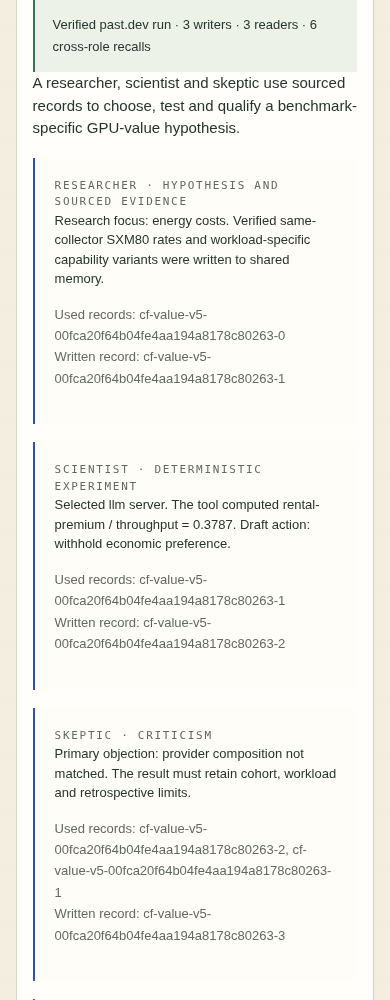 Verified past.dev run · 3 writers · 3 readers · 6
cross-role recalls
A researcher, scientist and skeptic use sourced
records to choose, test and qualify a benchmark-
specific GPU-value hypothesis.
RESEARCHER · HYPOTHESIS AND
SOURCED EVIDENCE
Research focus: energy costs. Verified same-
collector SXM80 rates and workload-specific
capability variants were written to shared
memory.
Used records: cf-value-v5-
00fca20f64b04fe4aa194a8178c80263-0
Written record: cf-value-v5-
00fca20f64b04fe4aa194a8178c80263-1
SCIENTIST · DETERMINISTIC
EXPERIMENT
Selected llm server. The tool computed rental-
premium / throughput = 0.3787. Draft action:
withhold economic preference.
Used records: cf-value-v5-
00fca20f64b04fe4aa194a8178c80263-1
Written record: cf-value-v5-
00fca20f64b04fe4aa194a8178c80263-2
SKEPTIC · CRITICISM
Primary objection: provider composition not
matched. The result must retain cohort, workload
and retrospective limits.
Used records: cf-value-v5-
00fca20f64b04fe4aa194a8178c80263-2, cf-
value-v5-00fca20f64b04fe4aa194a8178c80263-
1
Written record: cf-value-v5-
00fca20f64b04fe4aa194a8178c80263-3